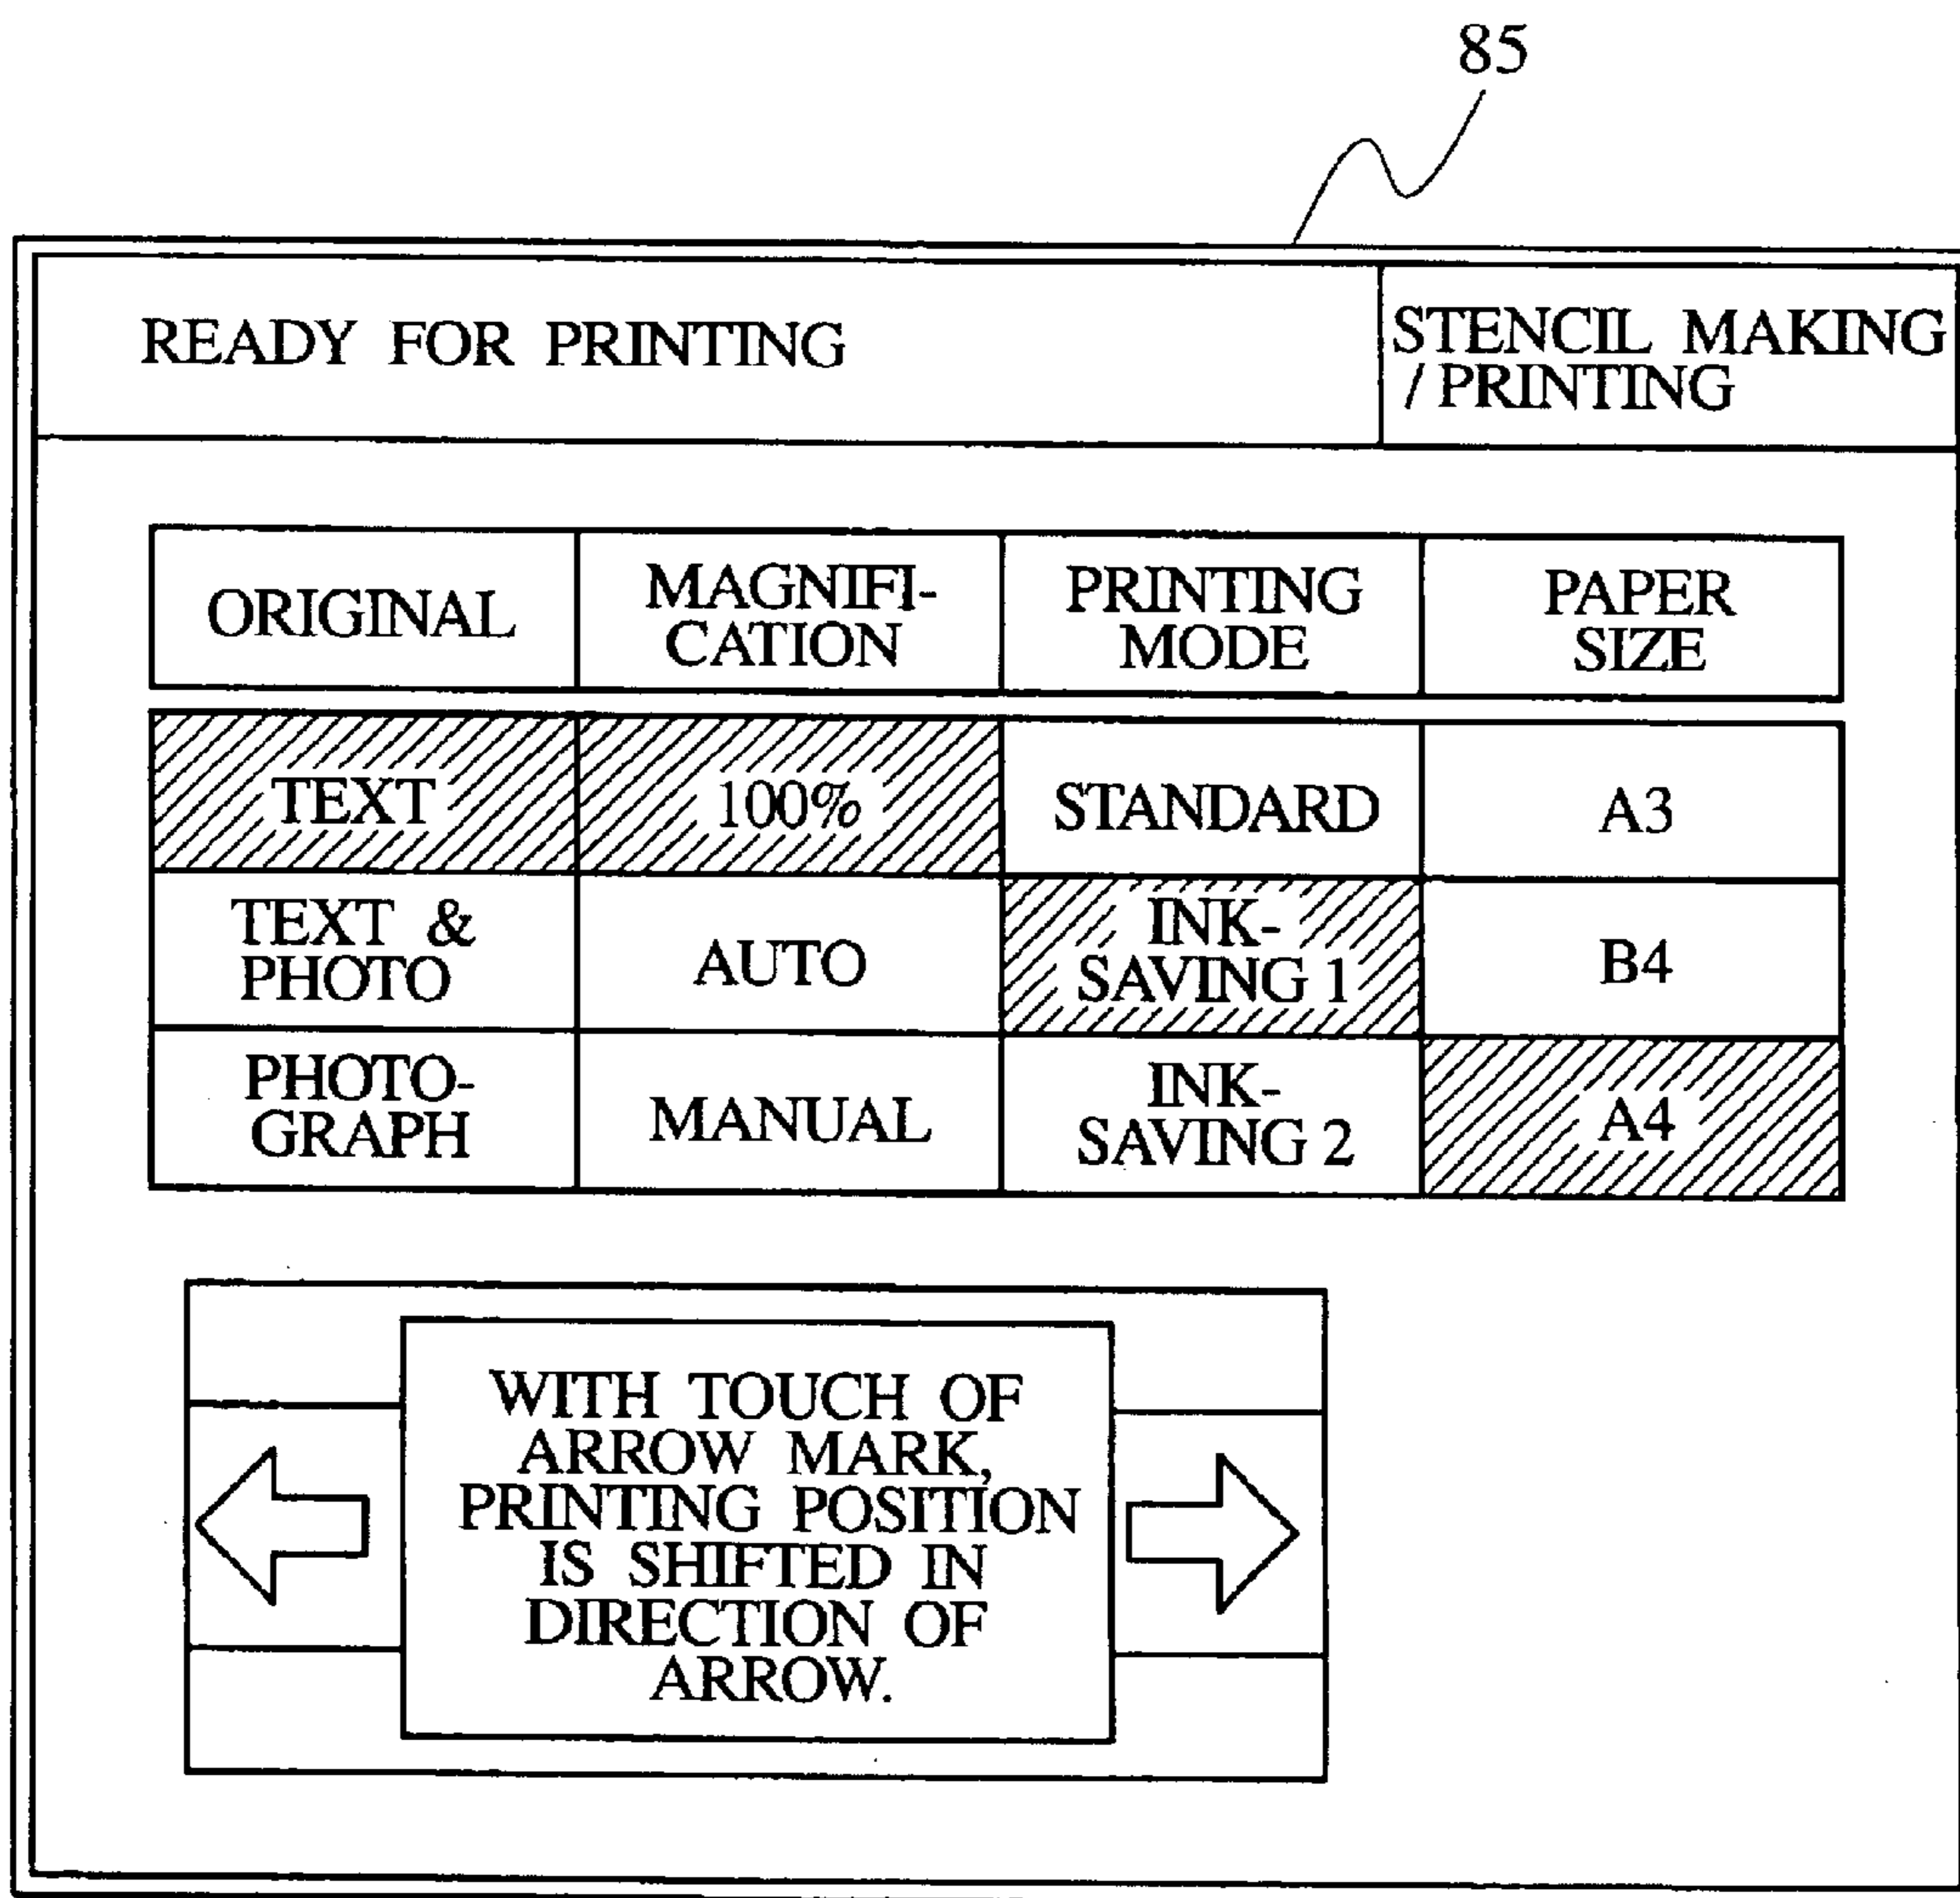 85
READY FOR PRINTING
STENCIL MAKING
/ PRINTING
ORIGINAL
MAGNIFI-
CATION
PRINTING
MODE
PAPER
SIZE
TEXT
100%
STANDARD
A3
TEXT &
PHOTO
AUTO
INK-
SAVING 1
B4
PHOTO-
GRAPH
MANUAL
INK-
SAVING 2
A4
WITH TOUCH OF
ARROW MARK,
PRINTING POSITION
IS SHIFTED IN
DIRECTION OF
ARROW.